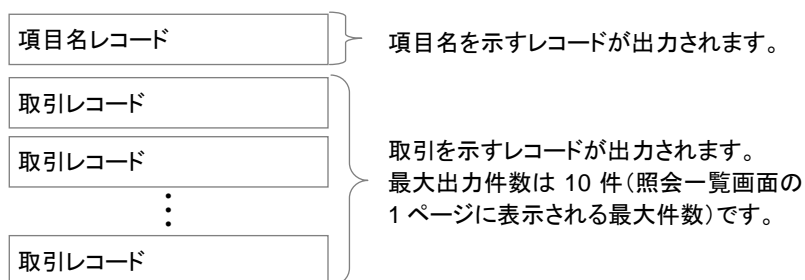 項目名レコード
項目名を示すレコードが出力されます。
取引レコード
取引レコード
取引レコード
取引を示すレコードが出力されます。
最大出力件数は 10 件(照会一覧画面の
1 ページに表示される最大件数)です。